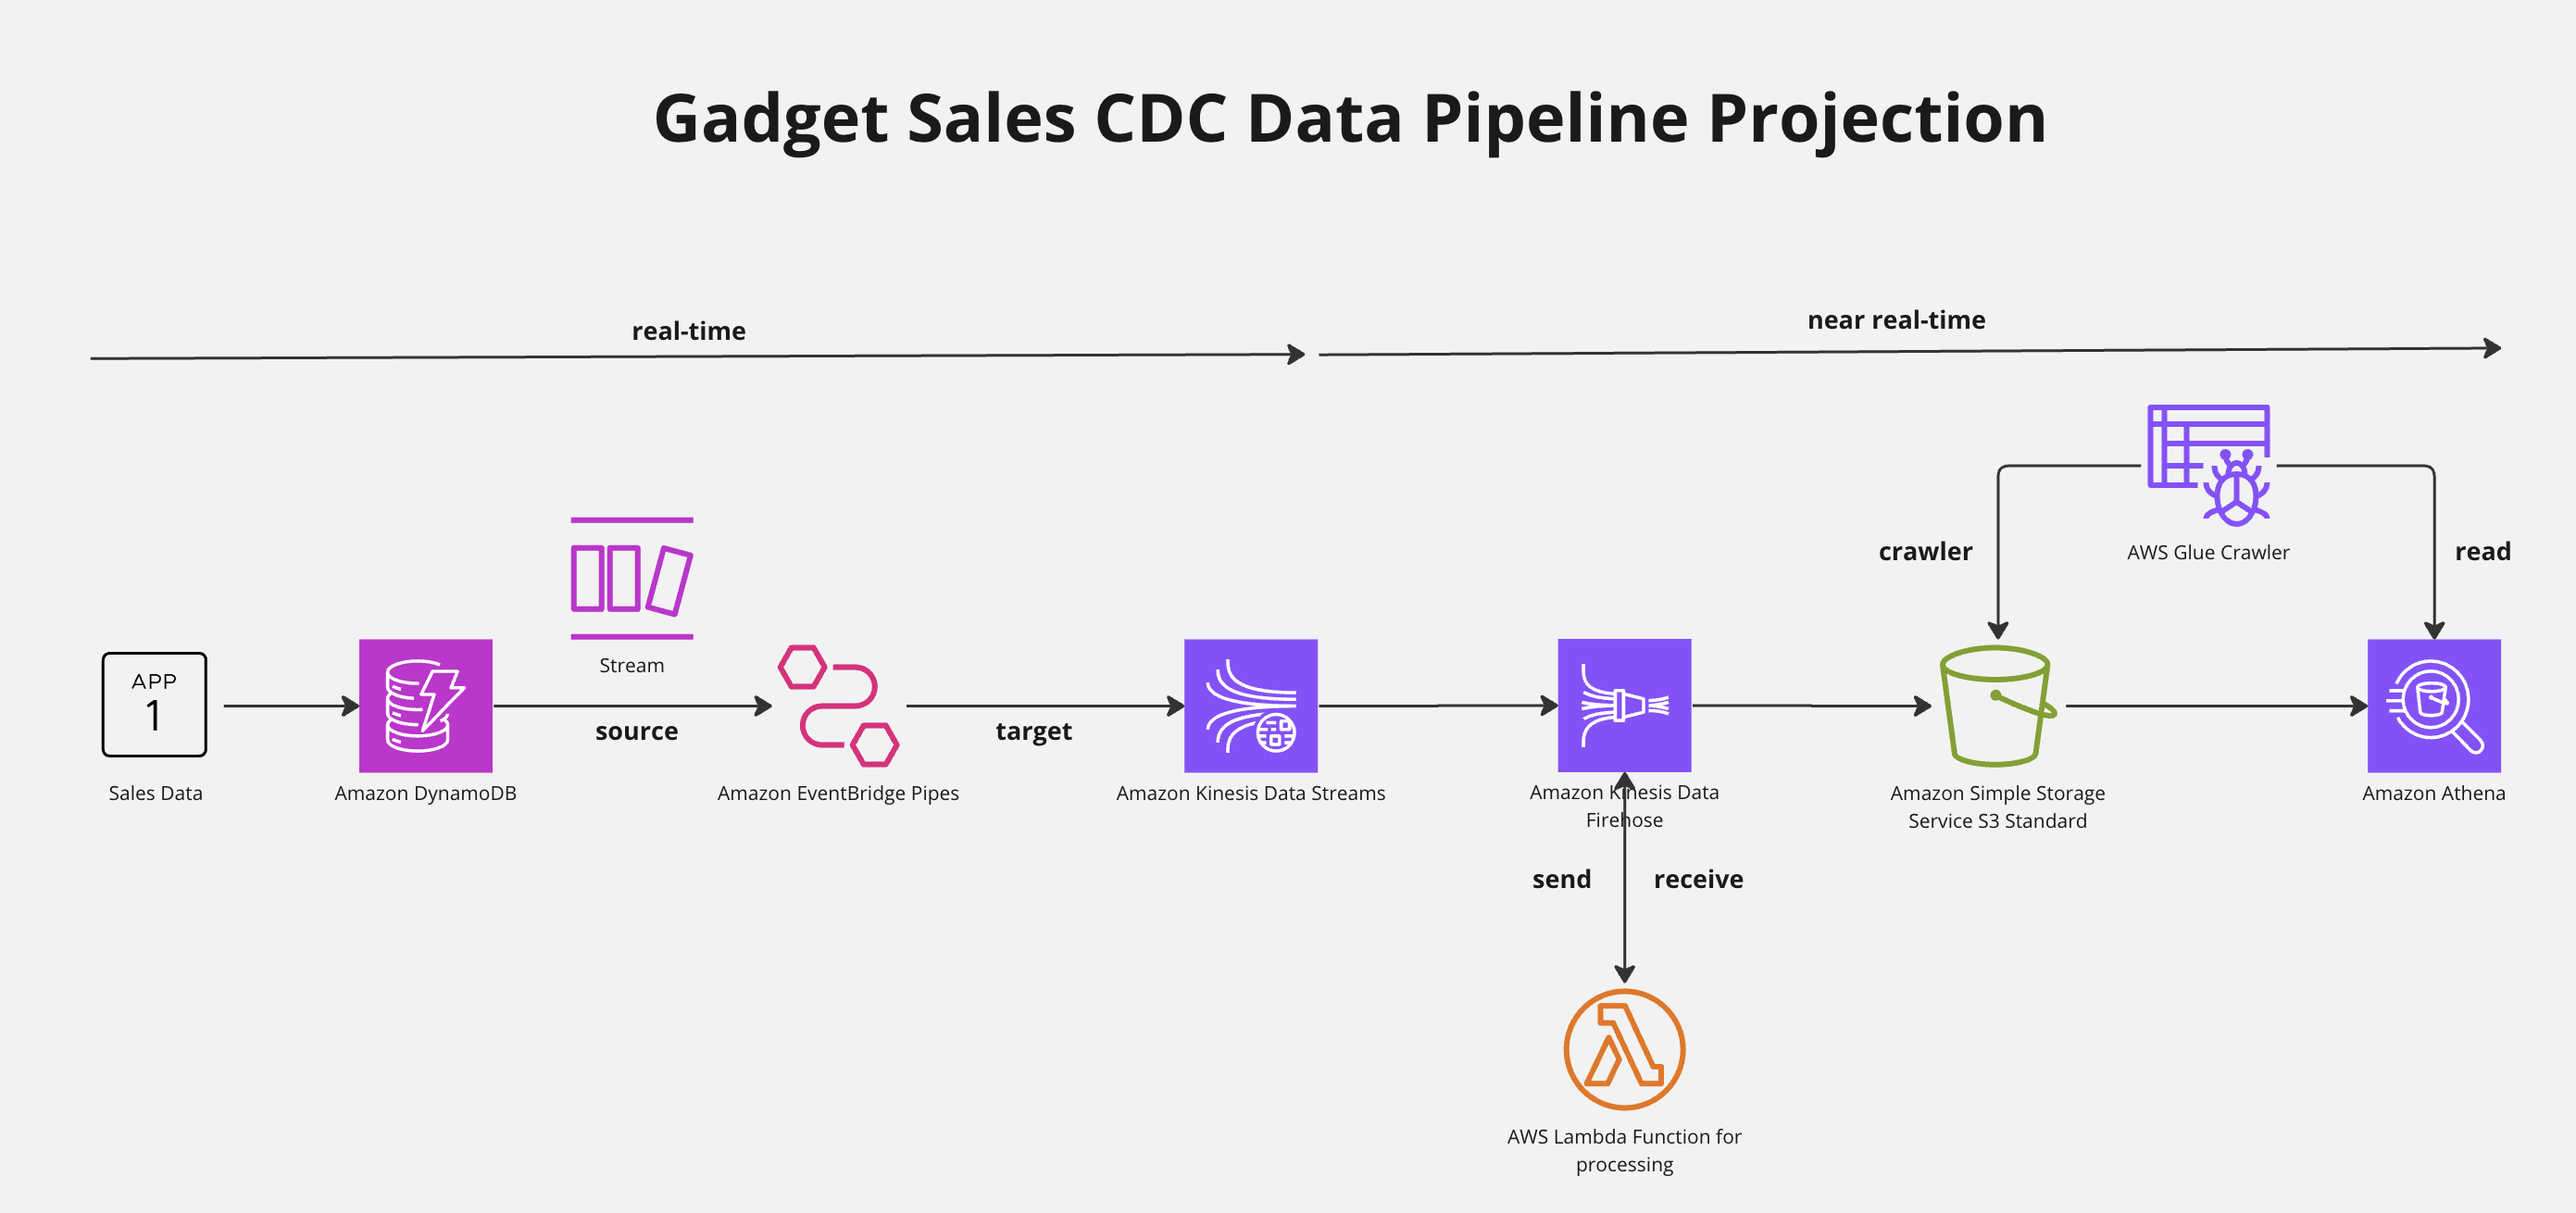 Gadget Sales CDC Data Pipeline Projection
real-time
near real-time
crawler
AWS Glue Crawler
read
Stream
APP
1
source
target
Sales Data
Amazon DynamoDB
Amazon EventBridge Pipes
Amazon Kinesis Data Streams
Amazon Kinesis Data
Firehose
Amazon Simple Storage
Service S3 Standard
Amazon Athena
send
receive
AWS Lambda Function for
processing